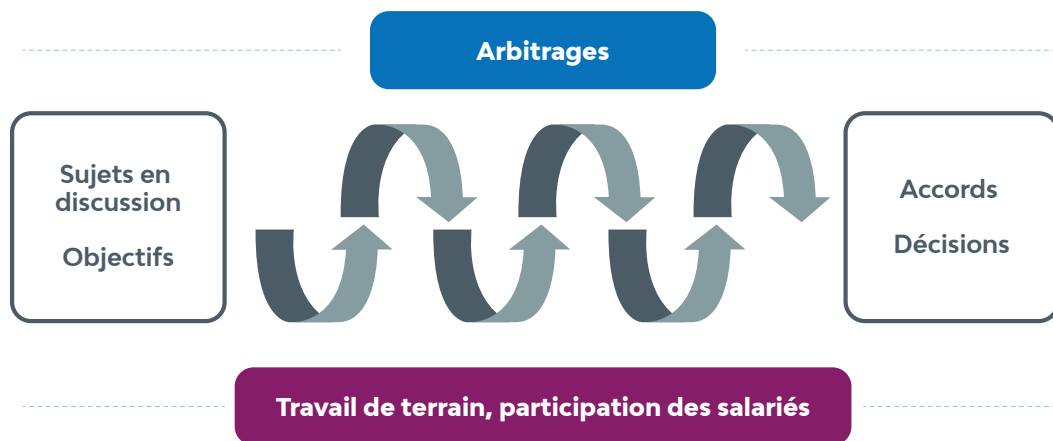 Arbitrages
Sujets en
discussion
Objectifs
Accords
Décisions
Travail de terrain, participation des salariés